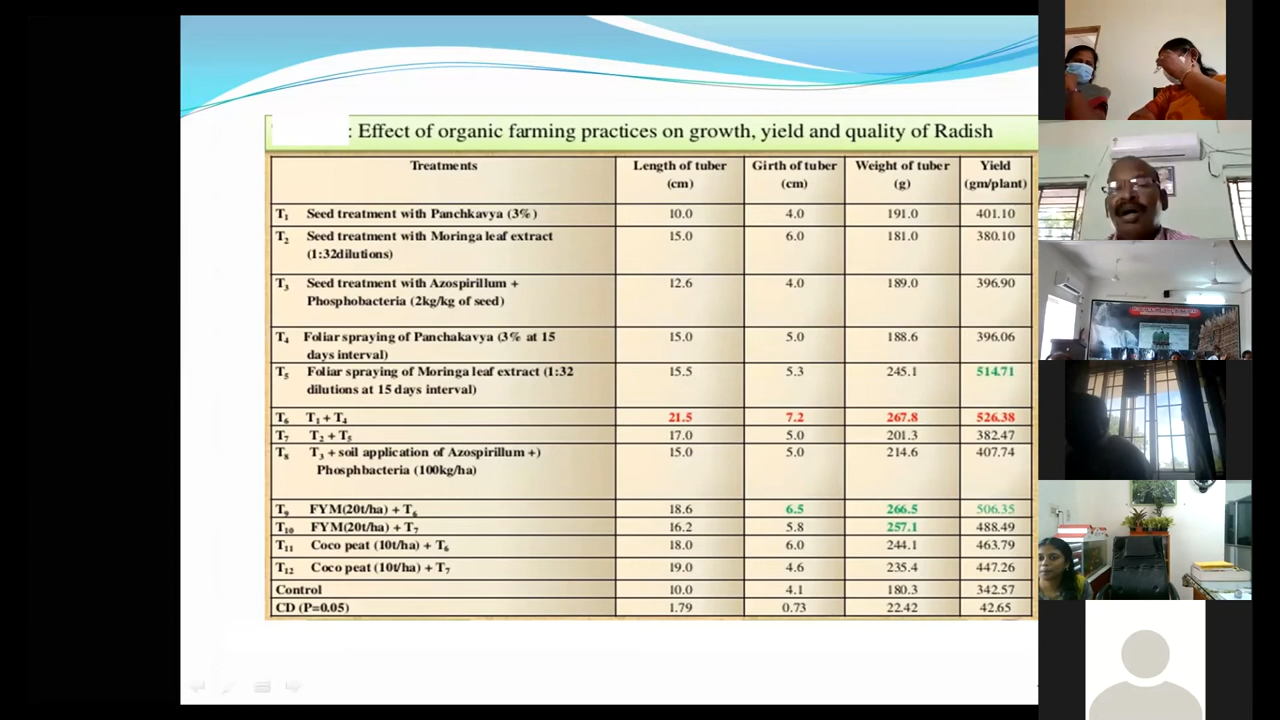 : Effect of organic farming practices on growth, yield and quality of Radish
Treatments Length of tuber (cm) Girth of tuber (cm) Weight of tuber (g) Yield (gm/plant)
T1 Seed treatment with Panchkavya (3%) 10.0 4.0 191.0 401.10
T2 Seed treatment with Moringa leaf extract 15.0 6.0 181.0 380.10
(1:32dilutions)
T3 Seed treatment with Azospirillum + 12.6 4.0 189.0 396.90
Phosphobacteria (2kg/kg of seed)
T4 Foliar spraying of Panchakavya (3% at 15 15.0 5.0 188.6 396.06
days interval)
T5 Foliar spraying of Moringa leaf extract (1:32 15.5 5.3 245.1 514.71
dilutions at 15 days interval)
T6 T1 + T4 21.5 7.2 267.8 526.38
T7 T2 + T5 17.0 5.0 201.3 382.47
T8 T3 + soil application of Azospirillum +) 15.0 5.0 214.6 407.74
Phosphbacteria (100kg/ha)
T9 FYM(20t/ha) + T6 18.6 6.5 266.5 506.35
T10 FYM(20t/ha) + T7 16.2 5.8 257.1 488.49
T11 Coco peat (10t/ha) + T6 18.0 6.0 244.1 463.79
T12 Coco peat (10t/ha) + T7 19.0 4.6 235.4 447.26
Control 10.0 4.1 180.3 342.57
CD (P=0.05) 1.79 0.73 22.42 42.65